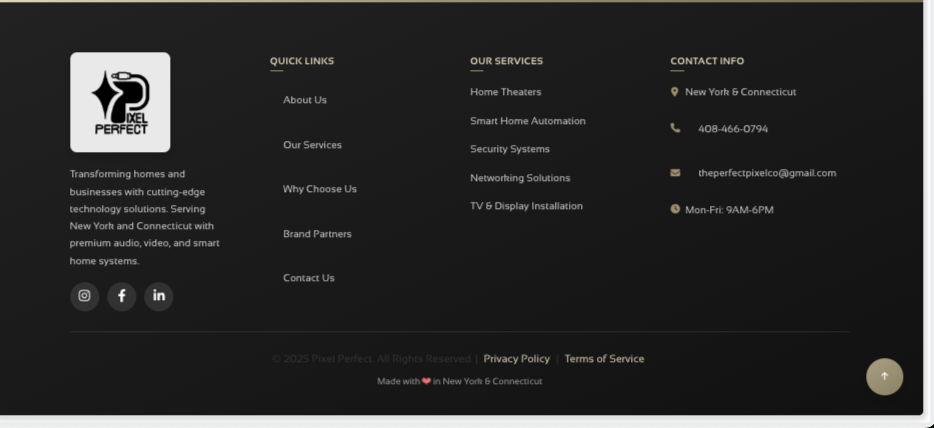 PIXEL
PERFECT
Transforming homes and
businesses with cutting-edge
technology solutions. Serving
New York and Connecticut with
premium audio, video, and smart
home systems.
QUICK LINKS
About Us
Our Services
Why Choose Us
Brand Partners
Contact Us
OUR SERVICES
Home Theaters
Smart Home Automation
Security Systems
Networking Solutions
TV & Display Installation
CONTACT INFO
New York & Connecticut
408-466-0794
theperfectpixelco@gmail.com
Mon-Fri: 9AM-6PM
© 2025 Pixel Perfect. All Rights Reserved. | Privacy Policy | Terms of Service
Made with ❤ in New York & Connecticut